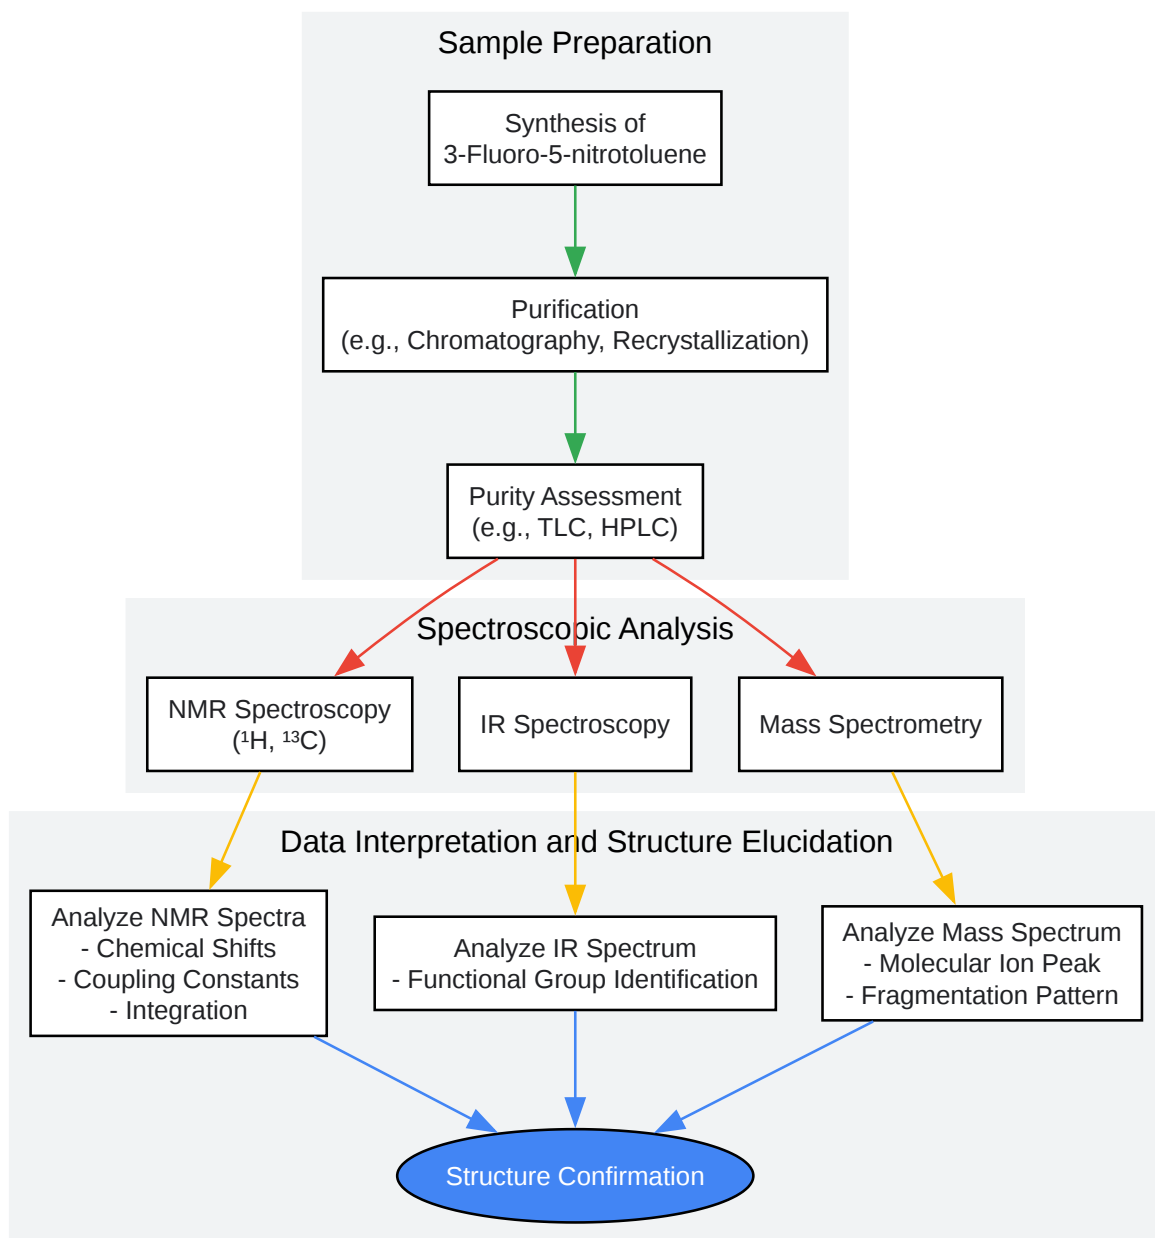 Sample Preparation
Synthesis of
3-Fluoro-5-nitrotoluene
Purification
(e.g., Chromatography, Recrystallization)
Purity Assessment
(e.g., TLC, HPLC)
Spectroscopic Analysis
NMR Spectroscopy
(¹H, ¹³C)
IR Spectroscopy
Mass Spectrometry
Data Interpretation and Structure Elucidation
Analyze NMR Spectra
- Chemical Shifts
- Coupling Constants
- Integration
Analyze IR Spectrum
- Functional Group Identification
Analyze Mass Spectrum
- Molecular Ion Peak
- Fragmentation Pattern
Structure Confirmation